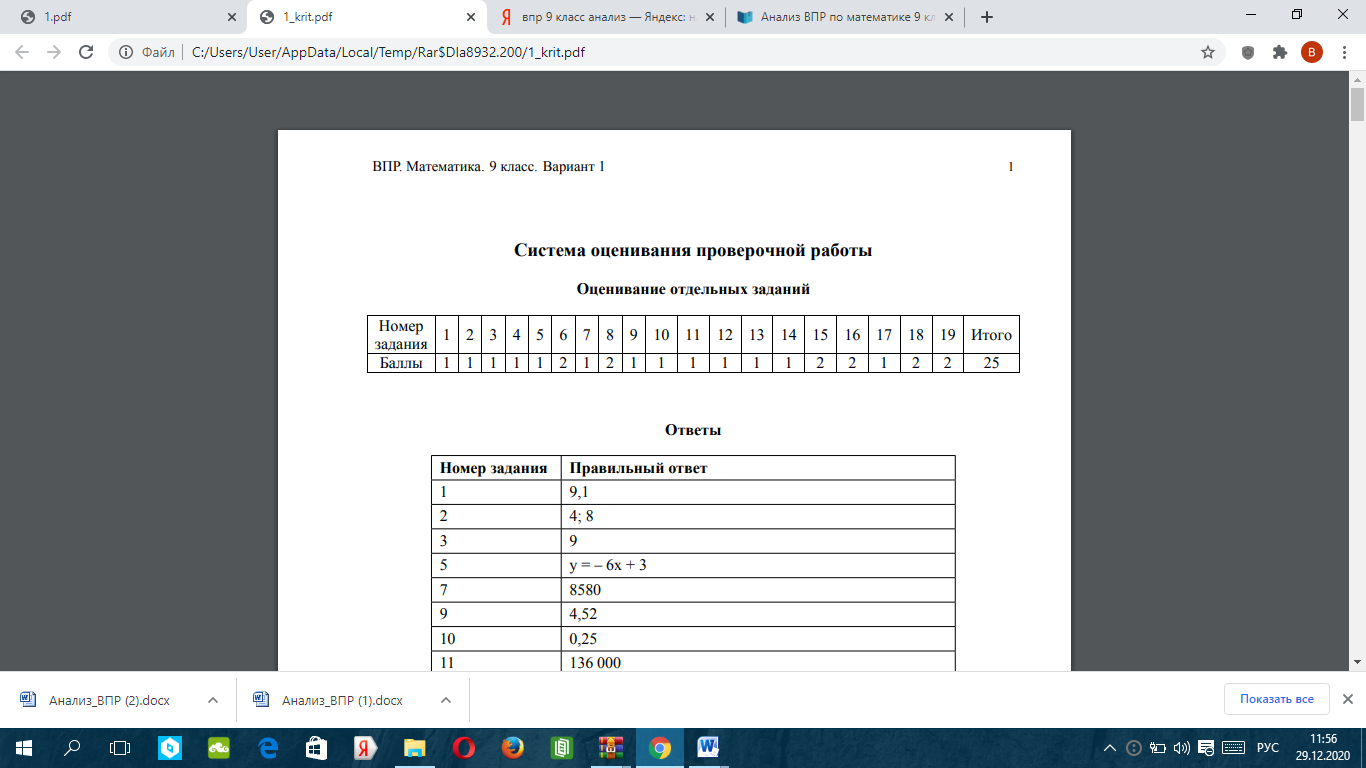 1.pdf
1_krit.pdf
впр 9 класс анализ — Яндекс: н
Анализ ВПР по математике 9 кл
Файл
C:/Users/User/AppData/Local/Temp/Rar$DIa8932.200/1_krit.pdf
В
ВПР. Математика. 9 класс. Вариант 1 1
Система оценивания проверочной работы
Оценивание отдельных заданий
Номер задания 1 2 3 4 5 6 7 8 9 10 11 12 13 14 15 16 17 18 19 Итого
Баллы 1 1 1 1 1 2 1 2 1 1 1 1 1 1 2 2 1 2 2 25
Ответы
Номер задания Правильный ответ
1 9,1
2 4; 8
3 9
5 y = – 6x + 3
7 8580
9 4,52
10 0,25
11 136 000
Анализ_ВПР (2).docx
Анализ_ВПР (1).docx
Показать все
РУС
11:56
29.12.2020